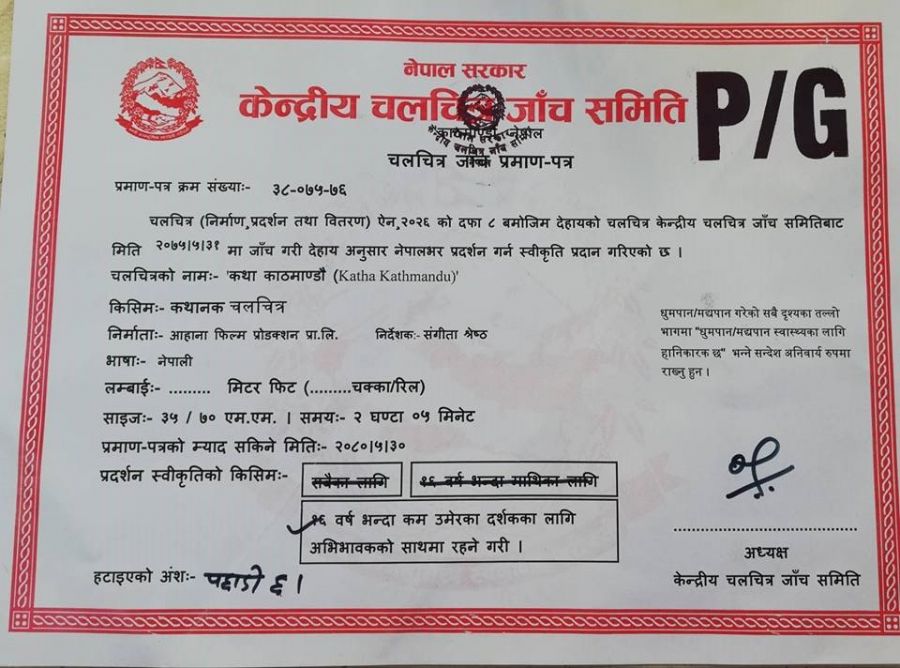 नेपाल सरकार
केन्द्रीय चलचित्र जाँच समिति
P/G
काठमाण्डौ, नेपाल
चलचित्र जाँच प्रमाण-पत्र
प्रमाण-पत्र क्रम संख्याः- ३८-०७५-७६
चलचित्र (निर्माण, प्रदर्शन तथा वितरण) ऐन, २०२६ को दफा ८ बमोजिम देहायको चलचित्र केन्द्रीय चलचित्र जाँच समितिबाट
मिति २०७५।५।३१ मा जाँच गरी देहाय अनुसार नेपालभर प्रदर्शन गर्न स्वीकृति प्रदान गरिएको छ ।
चलचित्रको नामः- 'कथा काठमाण्डौ (Katha Kathmandu)'
किसिमः- कथानक चलचित्र
निर्माताः- आहाना फिल्म प्रोडक्शन प्रा.लि. निर्देशकः- संगीता श्रेष्ठ
भाषाः- नेपाली
लम्बाईः- ......... मिटर फिट (.........चक्का/रिल)
साइजः- ३५ / ७० एम.एम. । समयः- २ घण्टा ०५ मिनेट
प्रमाण-पत्रको म्याद सकिने मितिः- २०८०।५।३०
प्रदर्शन स्वीकृतिको किसिमः- सबैका लागि १६ वर्ष भन्दा माथिका लागि
१६ वर्ष भन्दा कम उमेरका दर्शकका लागि
अभिभावकको साथमा रहने गरी ।
हटाइएको अंशः- छ ।
धुमपान/मद्यपान गरेको सबै दृश्यका तल्लो
भागमा "धुमपान/मद्यपान स्वास्थ्यका लागि
हानिकारक छ" भन्ने सन्देश अनिवार्य रुपमा
राख्नु हुन ।
अध्यक्ष
केन्द्रीय चलचित्र जाँच समिति